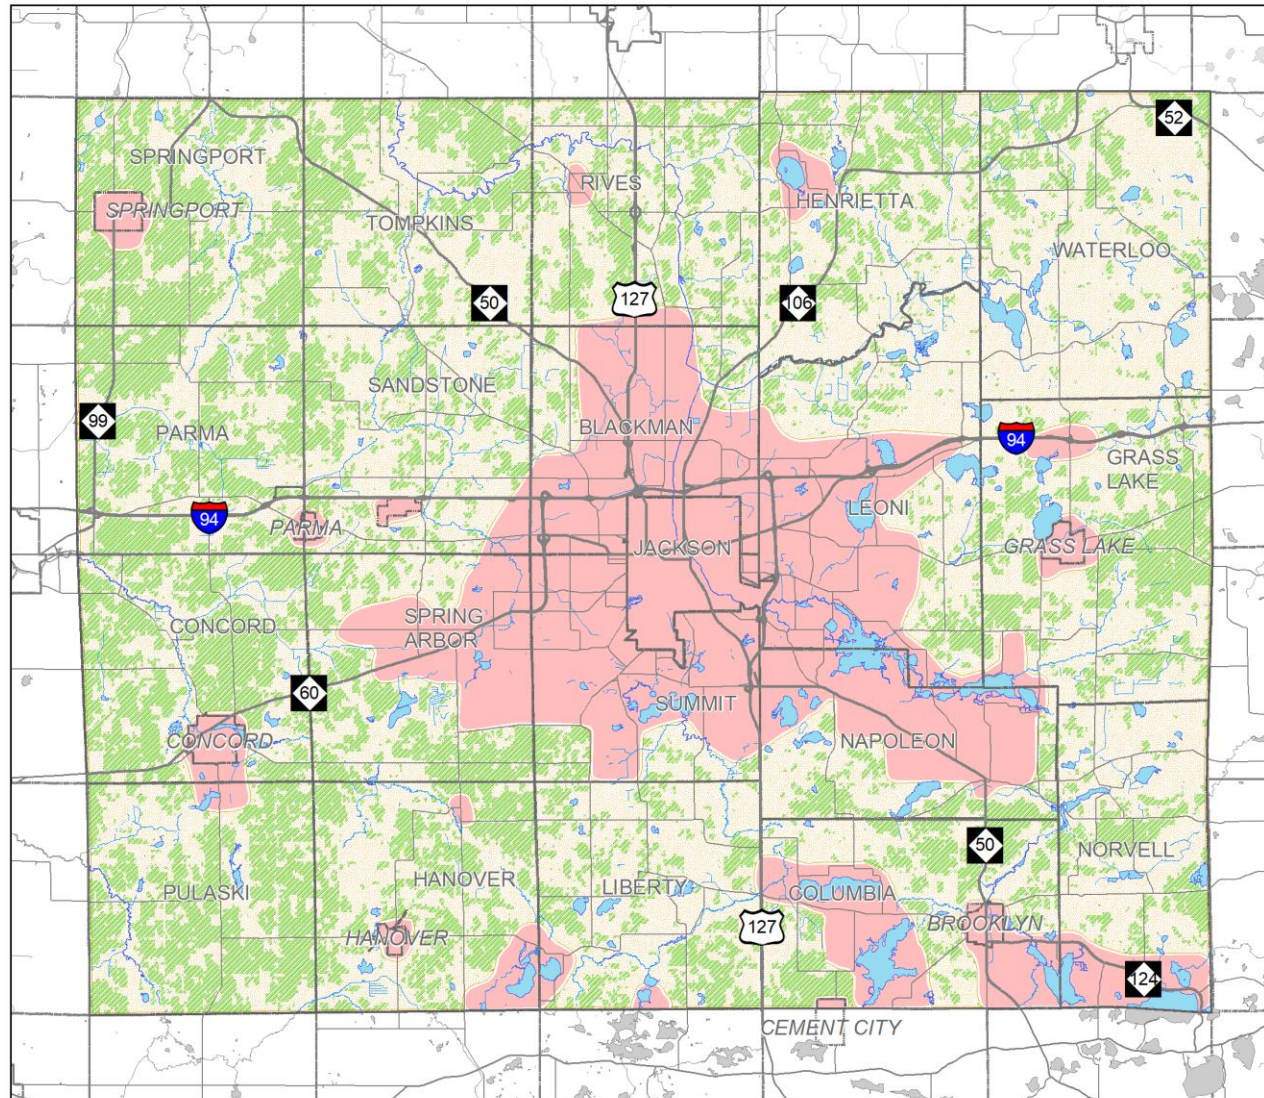 52
SPRINGPORT
RIVES
HENRIETTA
SPRINGPORT
TOMPKINS
WATERLOO
50
127
106
SANDSTONE
99
PARMA
BLACKMAN
94
GRASS
LAKE
94
PARMA
LEONI
JACKSON
GRASS LAKE
CONCORD
SPRING
ARBOR
60
SUMMIT
CONCORD
NAPOLEON
50
NORVELL
PULASKI
HANOVER
LIBERTY
COLUMBIA
HANOVER
127
BROOKLYN
124
CEMENT CITY